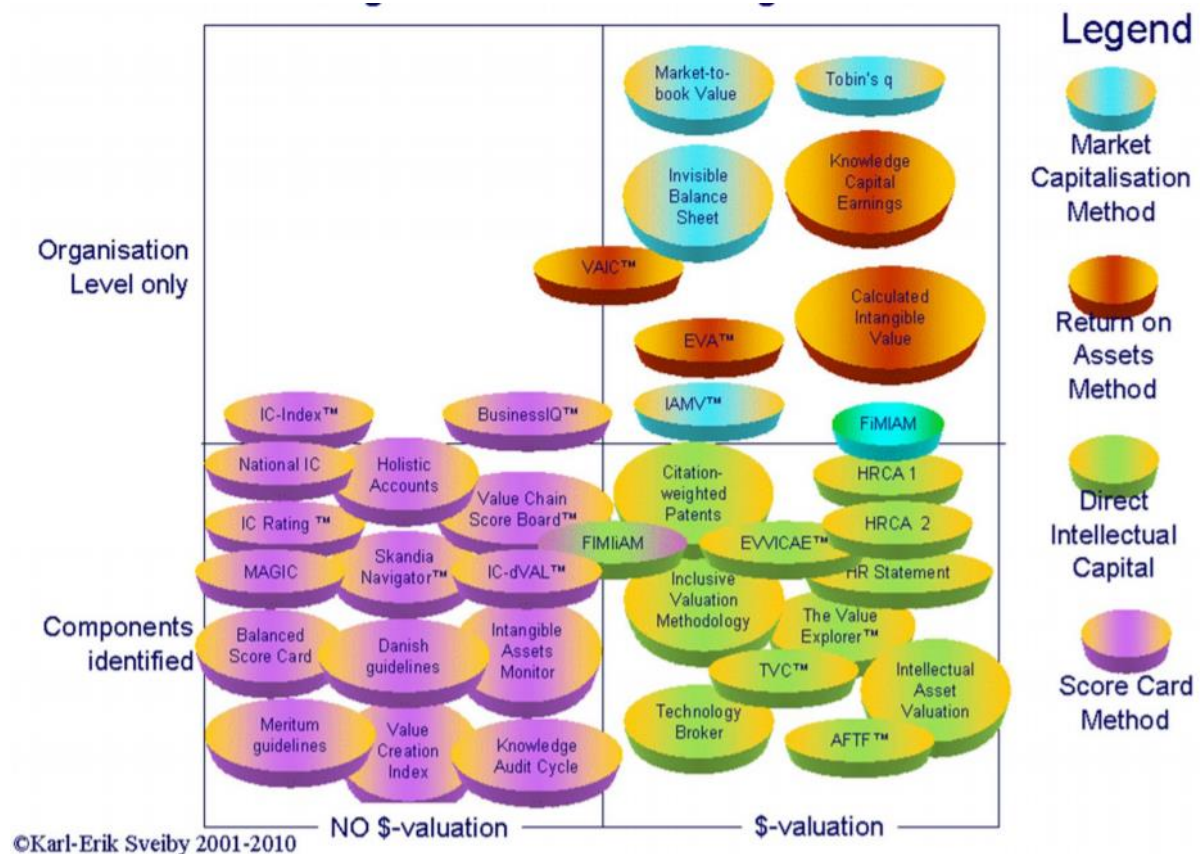 Legend
Market-to-
book Value
Tobin's q
Market
Capitalisation
Method
Invisible
Balance
Sheet
Knowledge
Capital
Earnings
Organisation
Level only
VAIC™
Calculated
Intangible
Value
EVA™
Return on
Assets
Method
IC-Index™
BusinessIQ™
IAMV™
FiMIAM
National IC
Holistic
Accounts
Value Chain
Score Board™
Citation-
weighted
Patents
HRCA 1
HRCA 2
IC Rating ™
FIMIiAM
EVVICAE™
Direct
Intellectual
Capital
MAGIC
Skandia
Navigator™
IC-dVAL™
Inclusive
Valuation
Methodology
HR Statement
The Value
Explorer™
Components
identified
Balanced
Score Card
Danish
guidelines
Intangible
Assets
Monitor
TVC™
Intellectual
Asset
Valuation
Score Card
Method
Meritum
guidelines
Value
Creation
Index
Knowledge
Audit Cycle
Technology
Broker
AFTF™
NO $-valuation
$-valuation
©Karl-Erik Sveiby 2001-2010